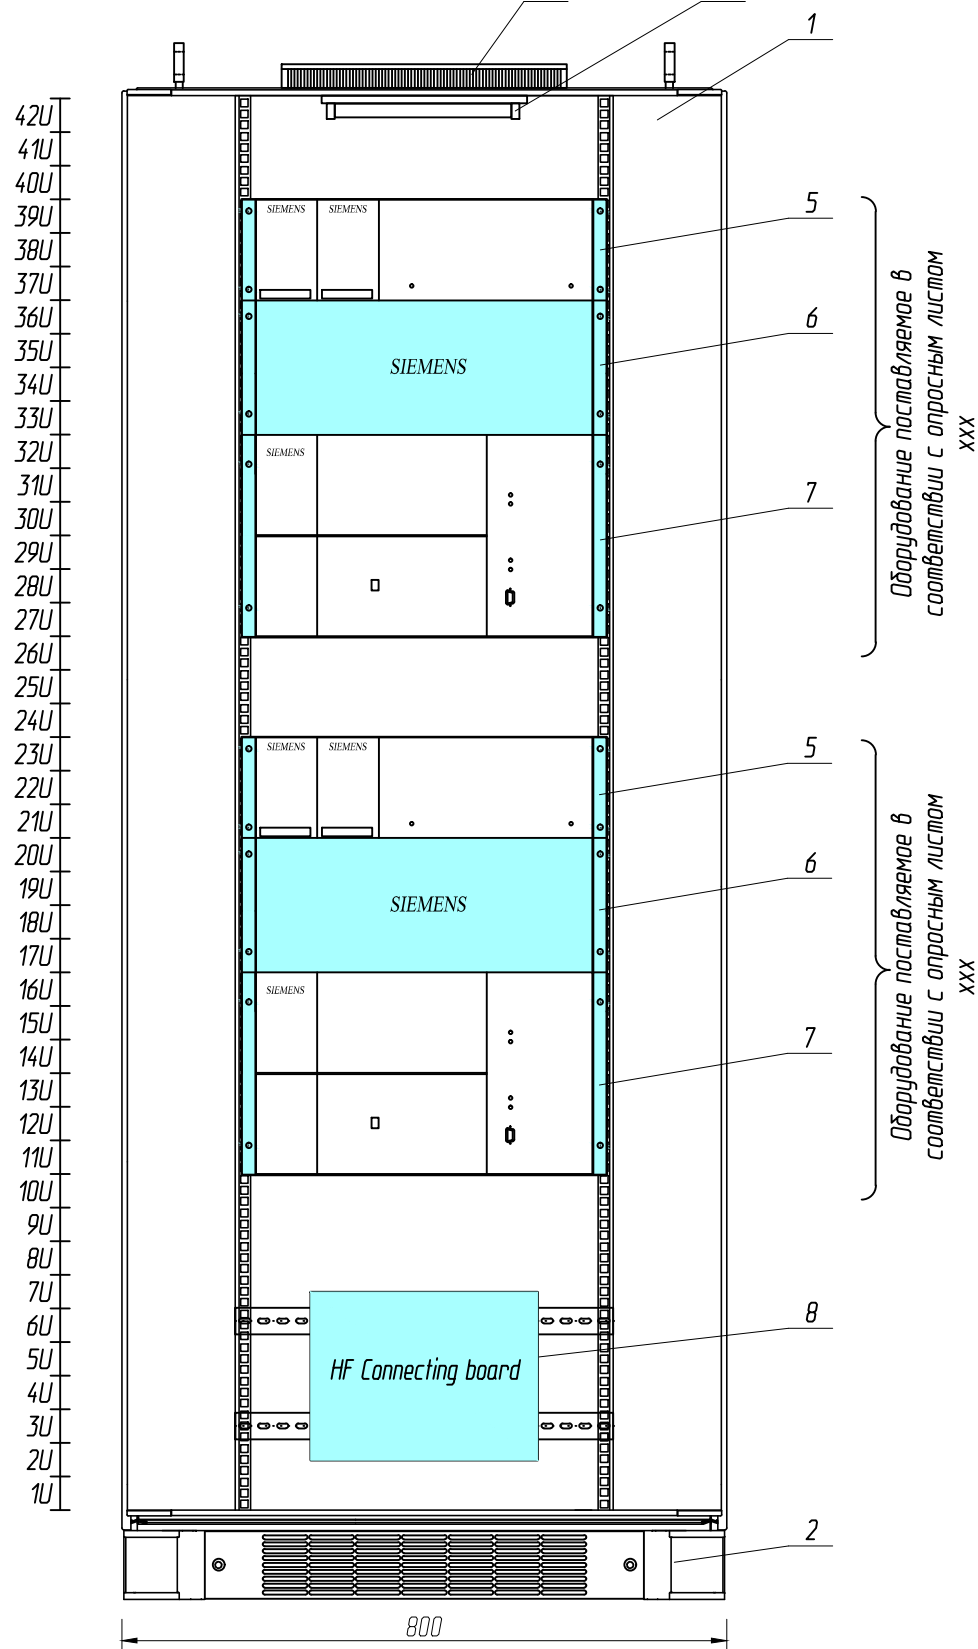 1
42U
41U
40U
39U
38U
37U
36U
35U
34U
33U
32U
31U
30U
29U
28U
27U
26U
25U
24U
23U
22U
21U
20U
19U
18U
17U
16U
15U
14U
13U
12U
11U
10U
9U
8U
7U
6U
5U
4U
3U
2U
1U
SIEMENS SIEMENS
5
SIEMENS
6
SIEMENS
7
Оборудование поставляемое в
соответствии с опросным листом
XXX
SIEMENS SIEMENS
5
SIEMENS
6
SIEMENS
7
Оборудование поставляемое в
соответствии с опросным листом
XXX
HF Connecting board
8
2
800